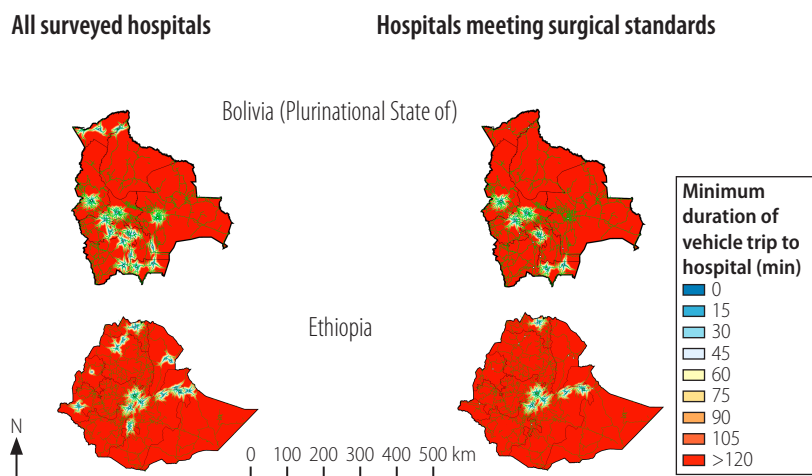 All surveyed hospitals
Hospitals meeting surgical standards
Bolivia (Plurinational State of)
Ethiopia
Minimum
duration of
vehicle trip to
hospital (min)
0
15
30
45
60
75
90
105
>120
N
0 100 200 300 400 500 km